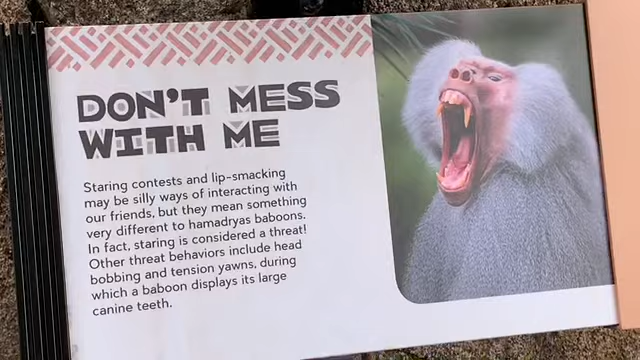 DON'T MESS
WITH ME
Staring contests and lip-smacking
may be silly ways of interacting with
our friends, but they mean something
very different to hamadryas baboons.
In fact, staring is considered a threat!
Other threat behaviors include head
bobbing and tension yawns, during
which a baboon displays its large
canine teeth.